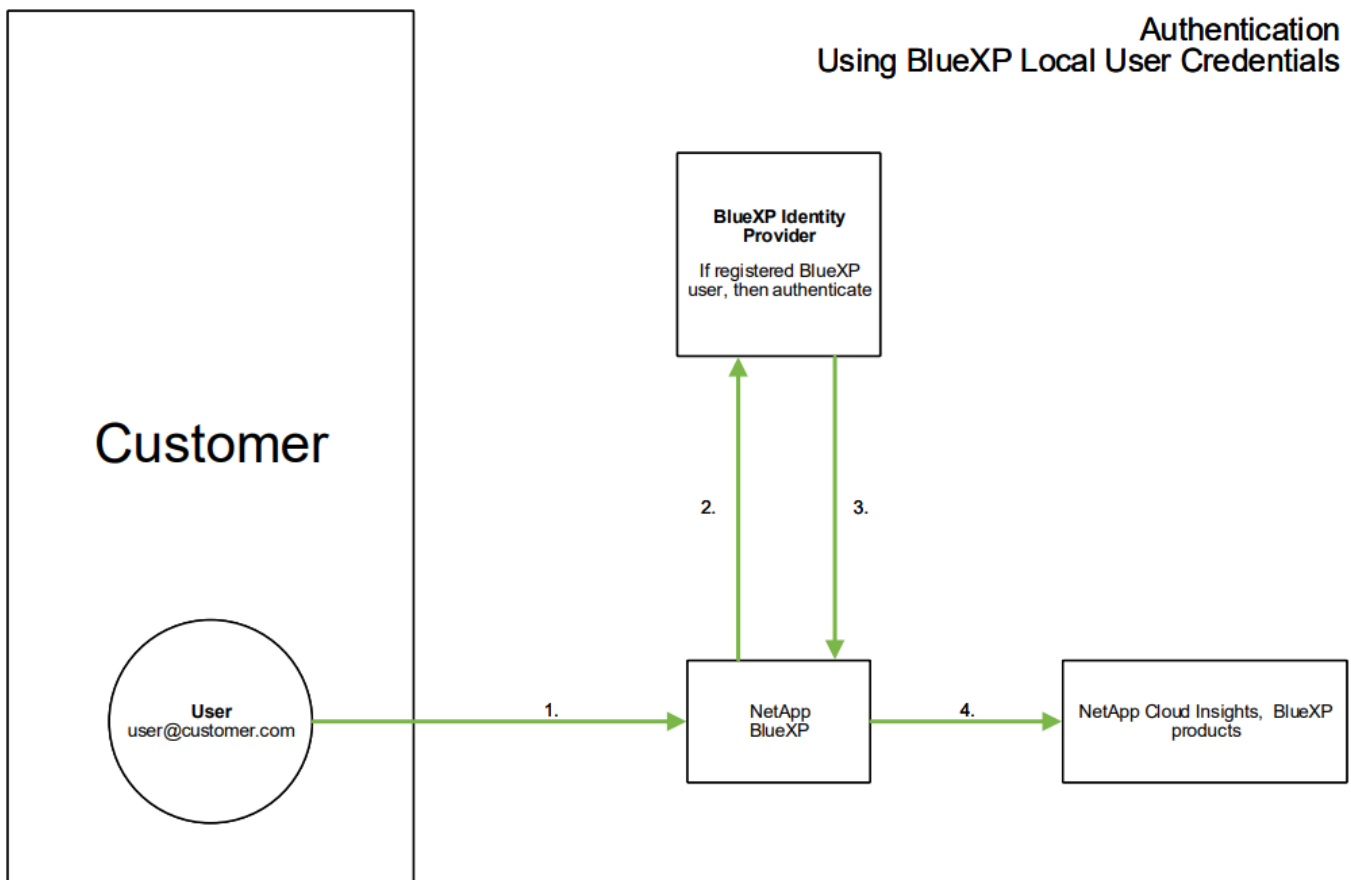 Authentication
Using BlueXP Local User Credentials
BlueXP Identity
Provider
If registered BlueXP
user, then authenticate
Customer
2.
3.
User
user@customer.com
1.
NetApp
BlueXP
4.
NetApp Cloud Insights, BlueXP
products